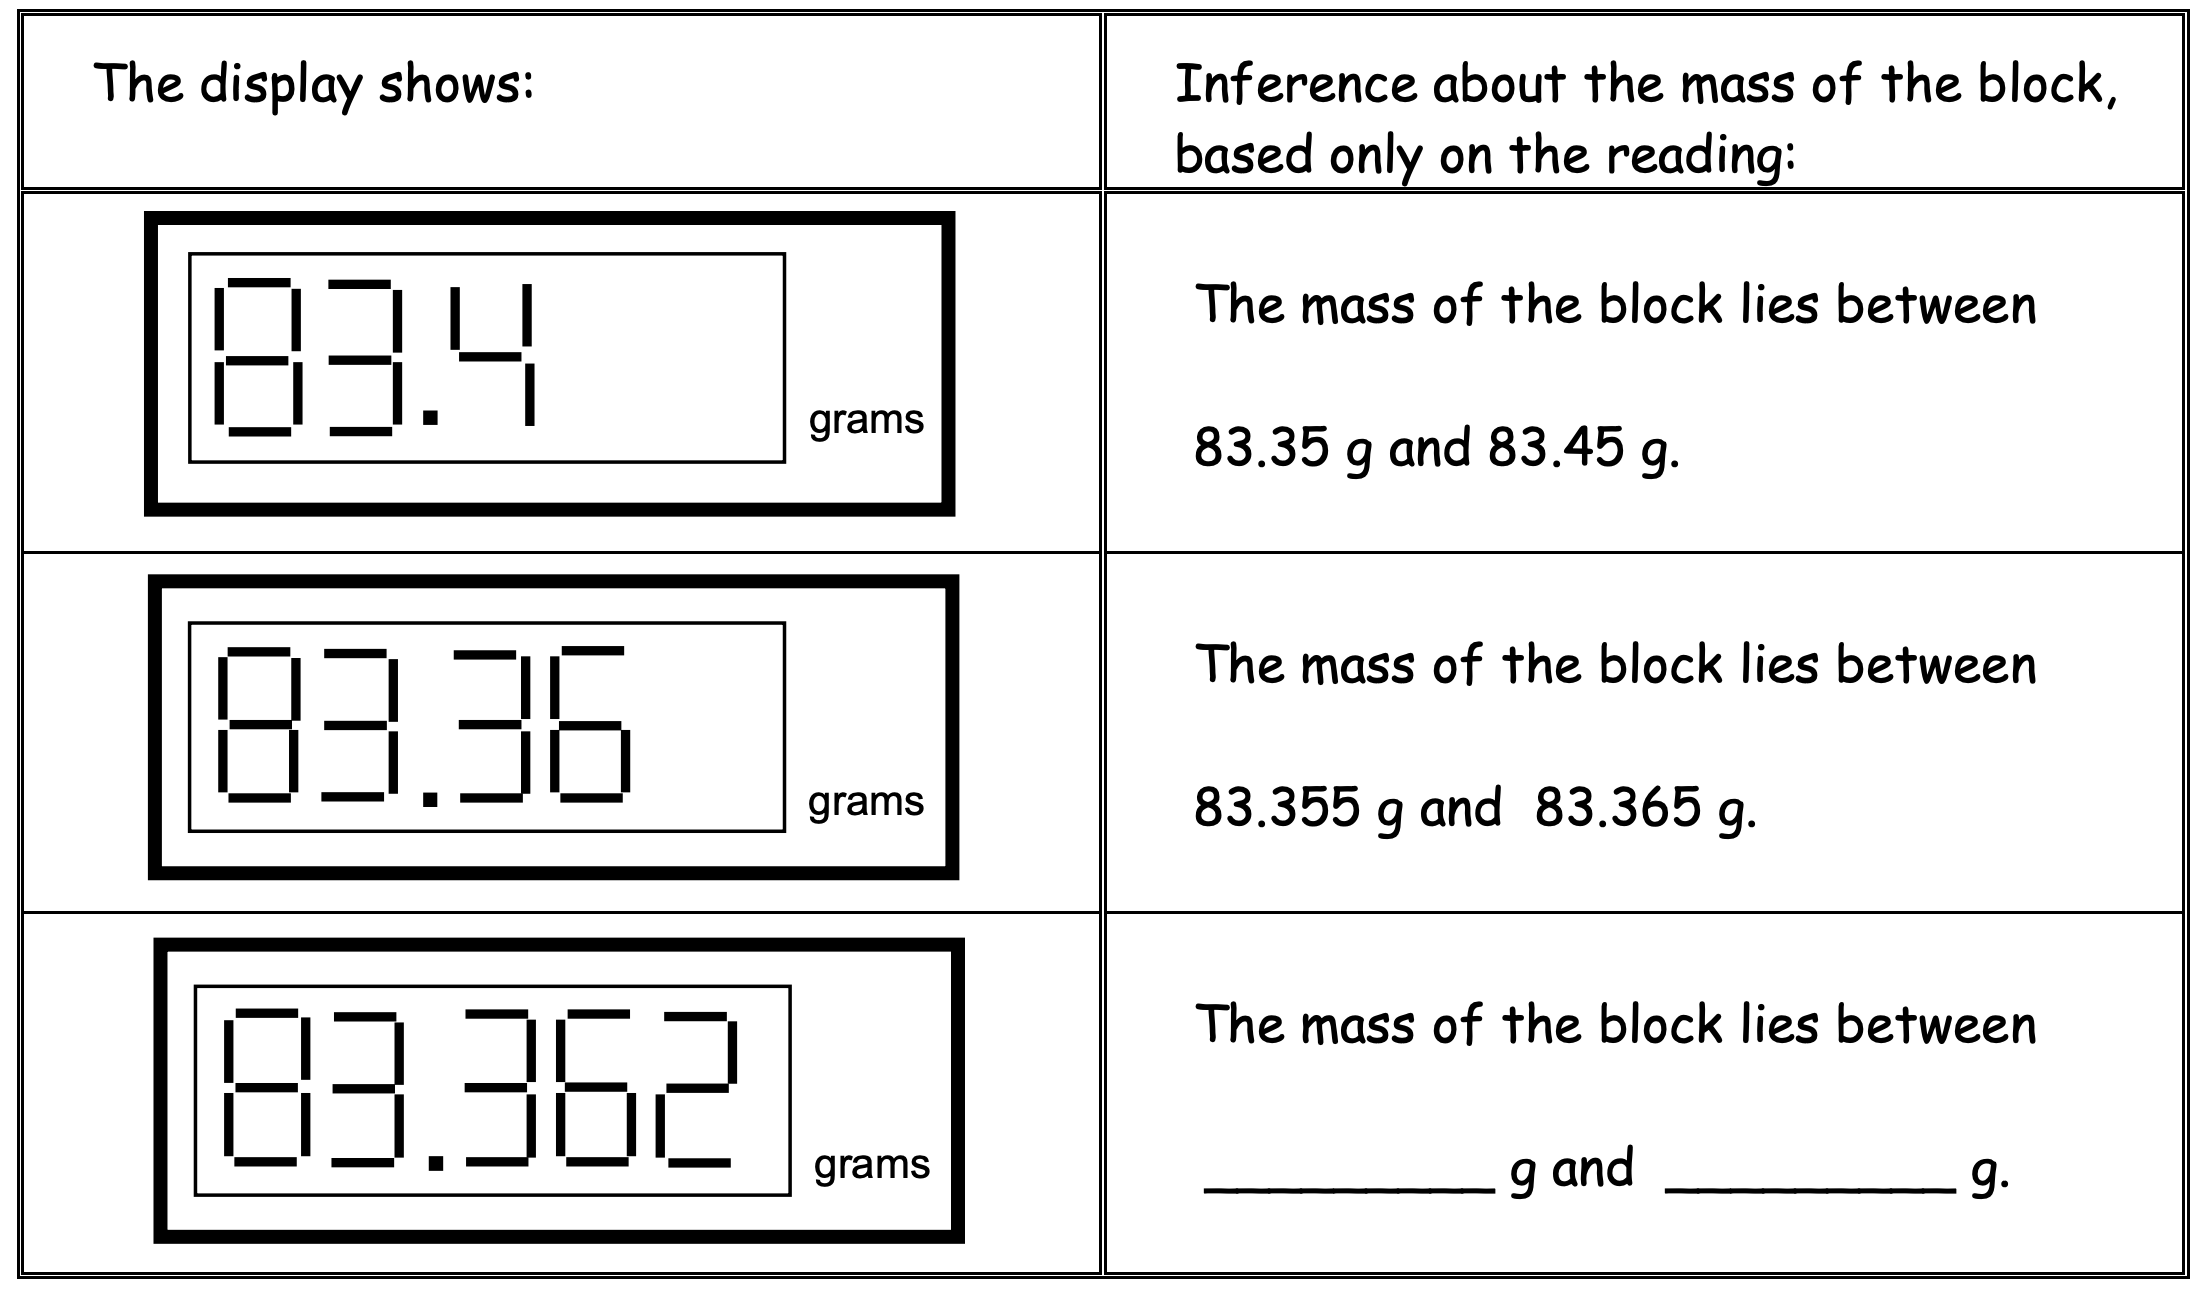 The display shows:
Inference about the mass of the block,
based only on the reading:
83.4 grams
The mass of the block lies between
83.35 g and 83.45 g.
83.36 grams
The mass of the block lies between
83.355 g and 83.365 g.
83.362 grams
The mass of the block lies between
_________ g and _________ g.